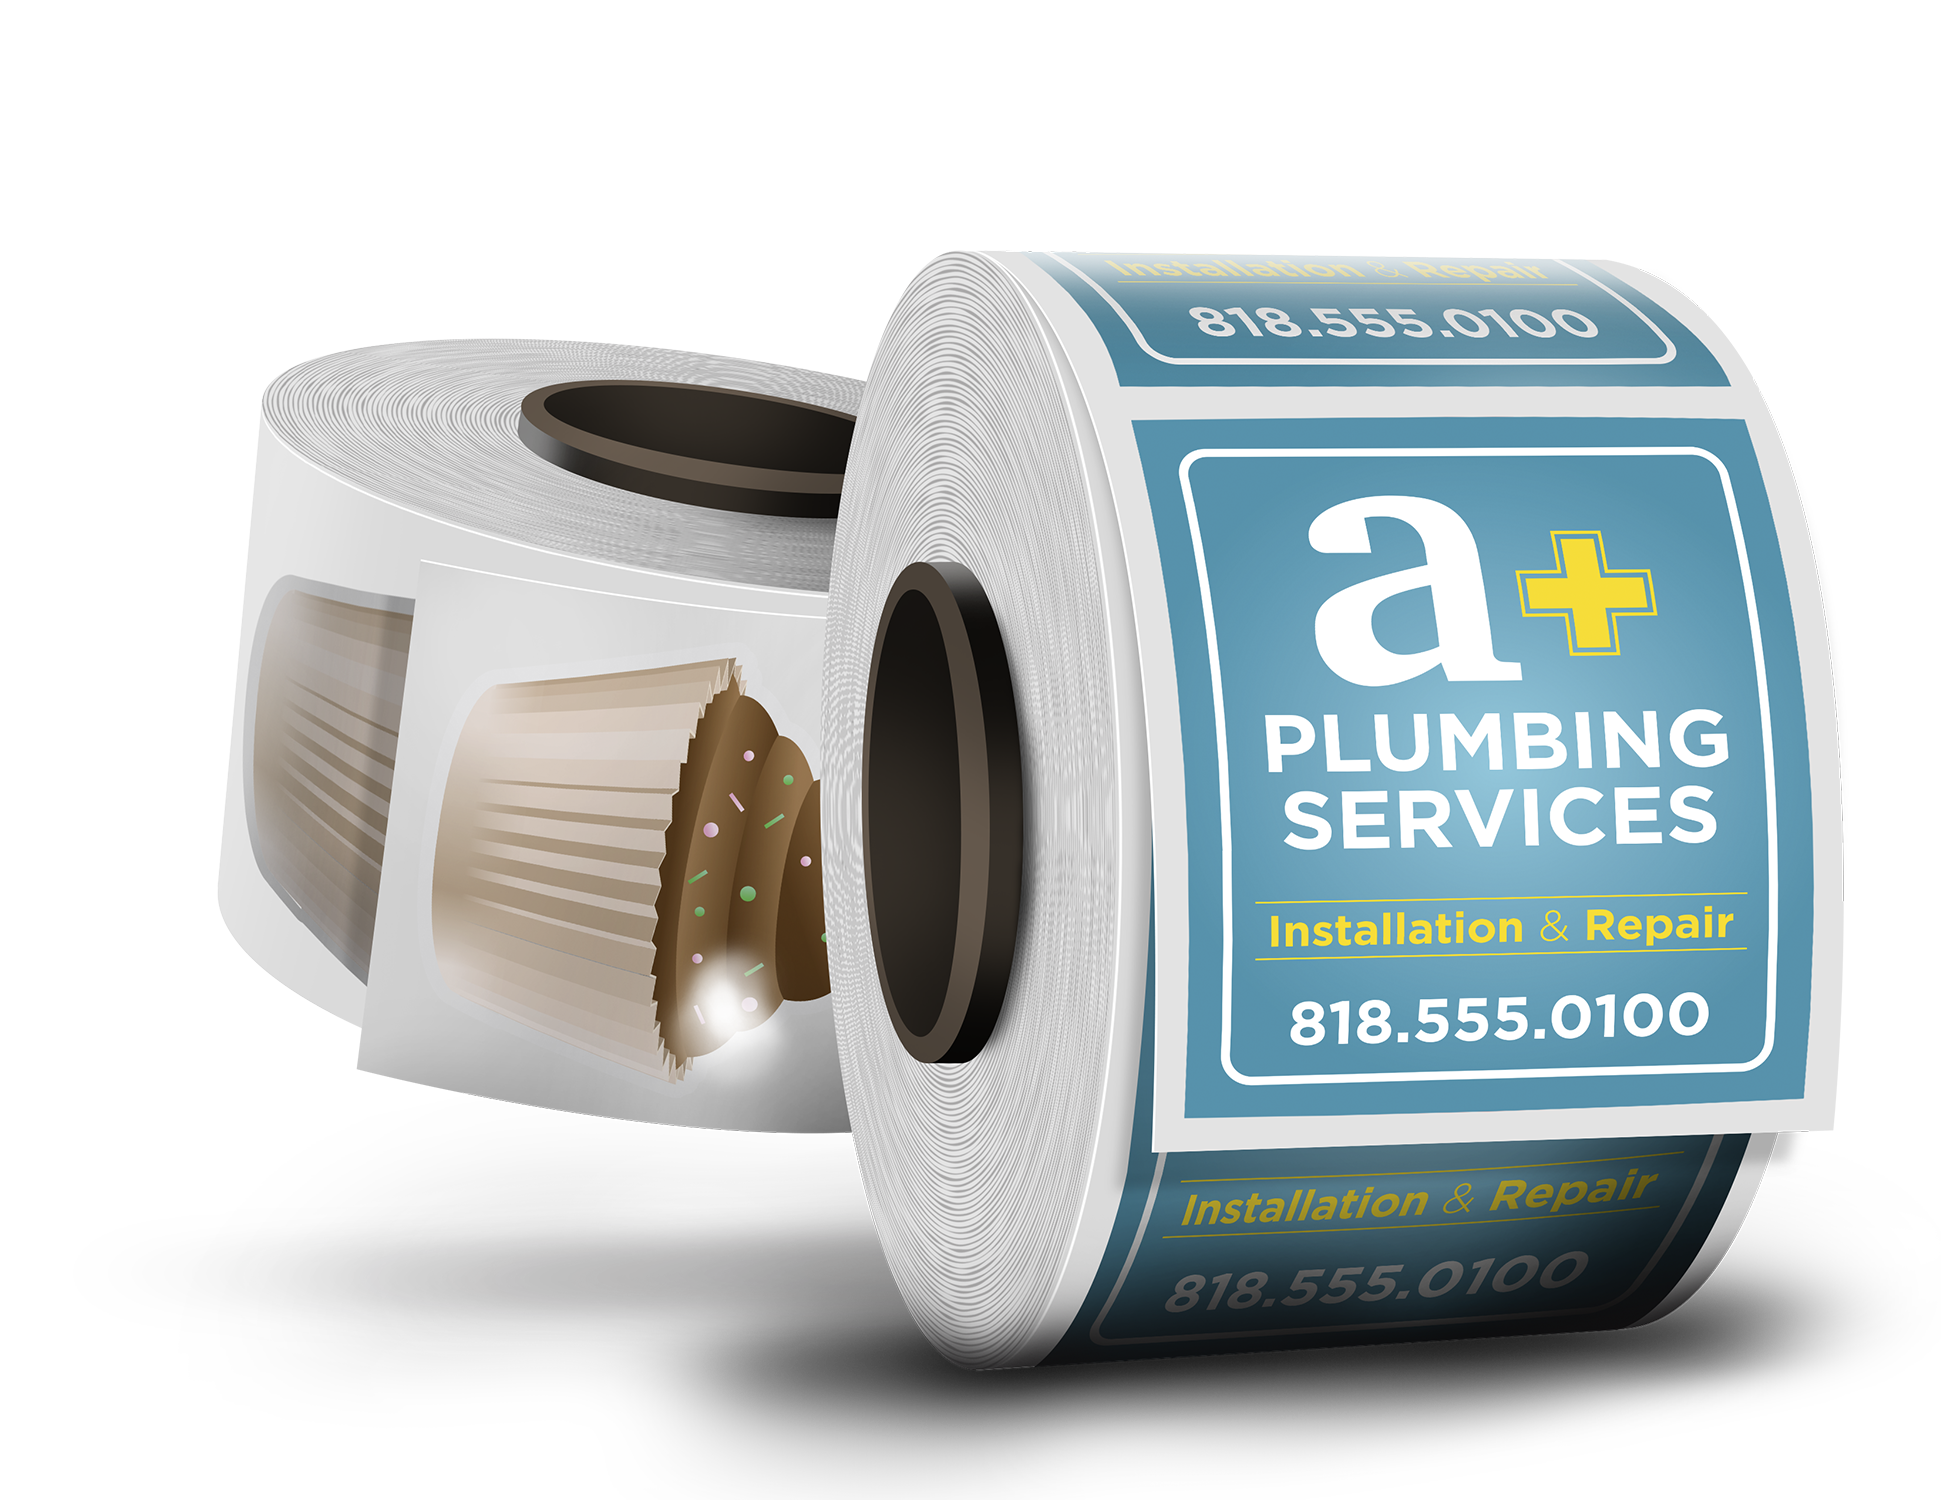 Installation & Repair
818.555.0100
a+
PLUMBING
SERVICES
Installation & Repair
818.555.0100
Installation & Repair
818.555.0100